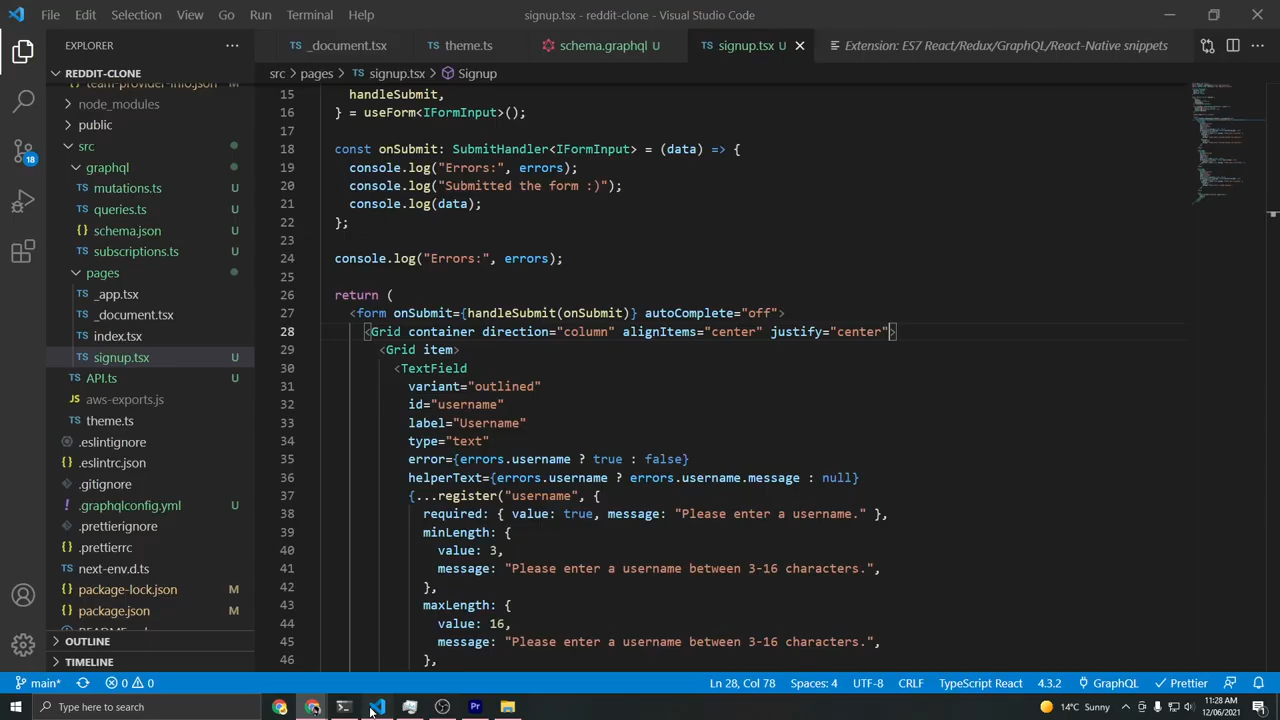 File Edit Selection View Go Run Terminal Help
signup.tsx - reddit-clone - Visual Studio Code
EXPLORER
_document.tsx
theme.ts
schema.graphql U
signup.tsx U
Extension: ES7 React/Redux/GraphQL/React-Native snippets
REDDIT-CLONE
src > pages > signup.tsx > Signup
team-provider-info.json
node_modules
public
src
graphql
mutations.ts U
queries.ts U
schema.json U
subscriptions.ts U
pages
_app.tsx
_document.tsx
index.tsx
signup.tsx U
API.ts U
aws-exports.js
theme.ts
.eslintignore
.eslintrc.json
.gitignore
.graphqlconfig.yml U
.prettierignore
.prettierrc
next-env.d.ts
package-lock.json M
package.json M
OUTLINE
TIMELINE
18
15 handleSubmit,
16 } = useForm<IFormInput>();
17
18 const onSubmit: SubmitHandler<IFormInput> = (data) => {
19 console.log("Errors:", errors);
20 console.log("Submitted the form :)");
21 console.log(data);
22 };
23
24 console.log("Errors:", errors);
25
26 return (
27 <form onSubmit={handleSubmit(onSubmit)} autoComplete="off">
28 <Grid container direction="column" alignItems="center" justify="center">
29 <Grid item>
30 <TextField
31 variant="outlined"
32 id="username"
33 label="Username"
34 type="text"
35 error={errors.username ? true : false}
36 helperText={errors.username ? errors.username.message : null}
37 {...register("username", {
38 required: { value: true, message: "Please enter a username." },
39 minLength: {
40 value: 3,
41 message: "Please enter a username between 3-16 characters.",
42 },
43 maxLength: {
44 value: 16,
45 message: "Please enter a username between 3-16 characters.",
46 },
main* 0 0 Ln 28, Col 78 Spaces: 4 UTF-8 CRLF TypeScript React 4.3.2 GraphQL Prettier
Type here to search
14°C Sunny
11:28 AM
12/06/2021